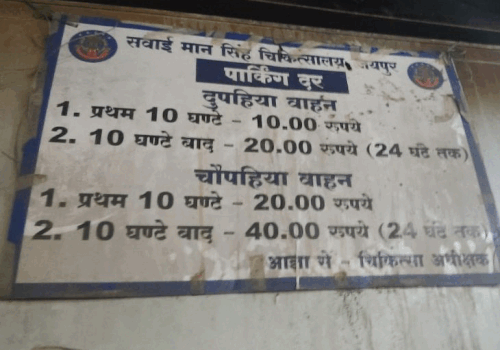 सवाई मान सिंह चिकित्सालय, जयपुर
पार्किंग दर
दुपहिया वाहन
1. प्रथम 10 घण्टे - 10.00 रूपये
2. 10 घण्टे बाद - 20.00 रूपये (24 घंटे तक)
चौपहिया वाहन
1. प्रथम 10 घण्टे - 20.00 रूपये
2. 10 घण्टे बाद - 40.00 रूपये (24 घंटे तक)
आज्ञा से - चिकित्सा अधीक्षक